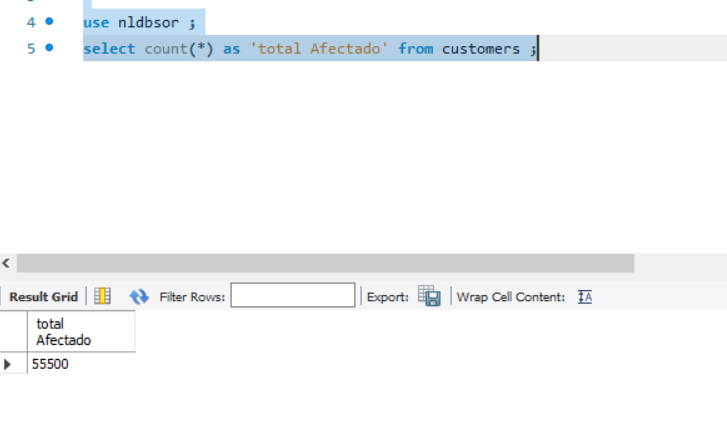 4 use nldbsor ;
5 select count(*) as 'total Afectado' from customers ;
Result Grid Filter Rows: Export: Wrap Cell Content: IA
total
Afectado
55500